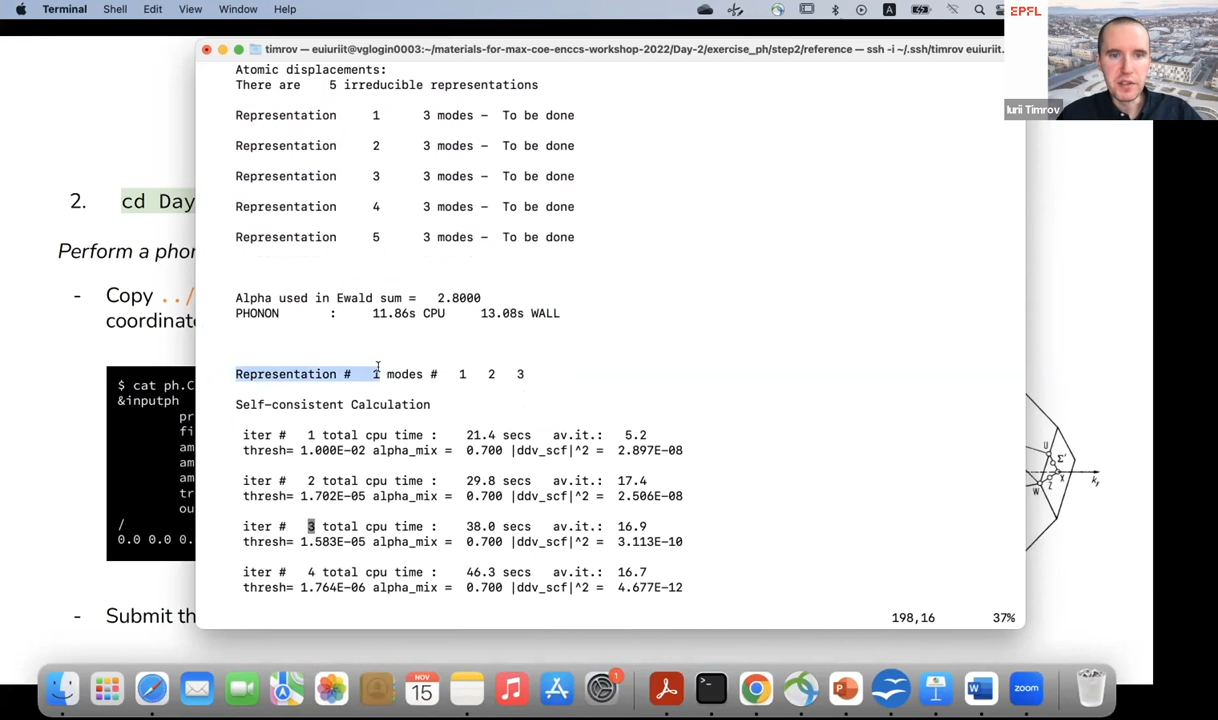 Terminal Shell Edit View Window Help
A
EPFL
Iurii Timrov
timrov — euiuriit@vglogin0003:~/materials-for-max-coe-enccs-workshop-2022/Day-2/exercise_ph/step2/reference — ssh -i ~/.ssh/timrov euiuriit.
Atomic displacements:
There are 5 irreducible representations
Representation 1 3 modes - To be done
Representation 2 3 modes - To be done
Representation 3 3 modes - To be done
Representation 4 3 modes - To be done
Representation 5 3 modes - To be done
Alpha used in Ewald sum = 2.8000
PHONON : 11.86s CPU 13.08s WALL
Representation # 1 modes # 1 2 3
Self-consistent Calculation
iter # 1 total cpu time : 21.4 secs av.it.: 5.2
thresh= 1.000E-02 alpha_mix = 0.700 |ddv_scf|^2 = 2.897E-08
iter # 2 total cpu time : 29.8 secs av.it.: 17.4
thresh= 1.702E-05 alpha_mix = 0.700 |ddv_scf|^2 = 2.506E-08
iter # 3 total cpu time : 38.0 secs av.it.: 16.9
thresh= 1.583E-05 alpha_mix = 0.700 |ddv_scf|^2 = 3.113E-10
iter # 4 total cpu time : 46.3 secs av.it.: 16.7
thresh= 1.764E-06 alpha_mix = 0.700 |ddv_scf|^2 = 4.677E-12
198,16 37%
2. cd Day
Perform a phor
- Copy ../
coordinate
$ cat ph.C
&inputph
pr
fi
am
am
am
tr
ou
/
0.0 0.0 0.
- Submit th
U
Σ'
X
W
Z
NOV
15
1
zoom